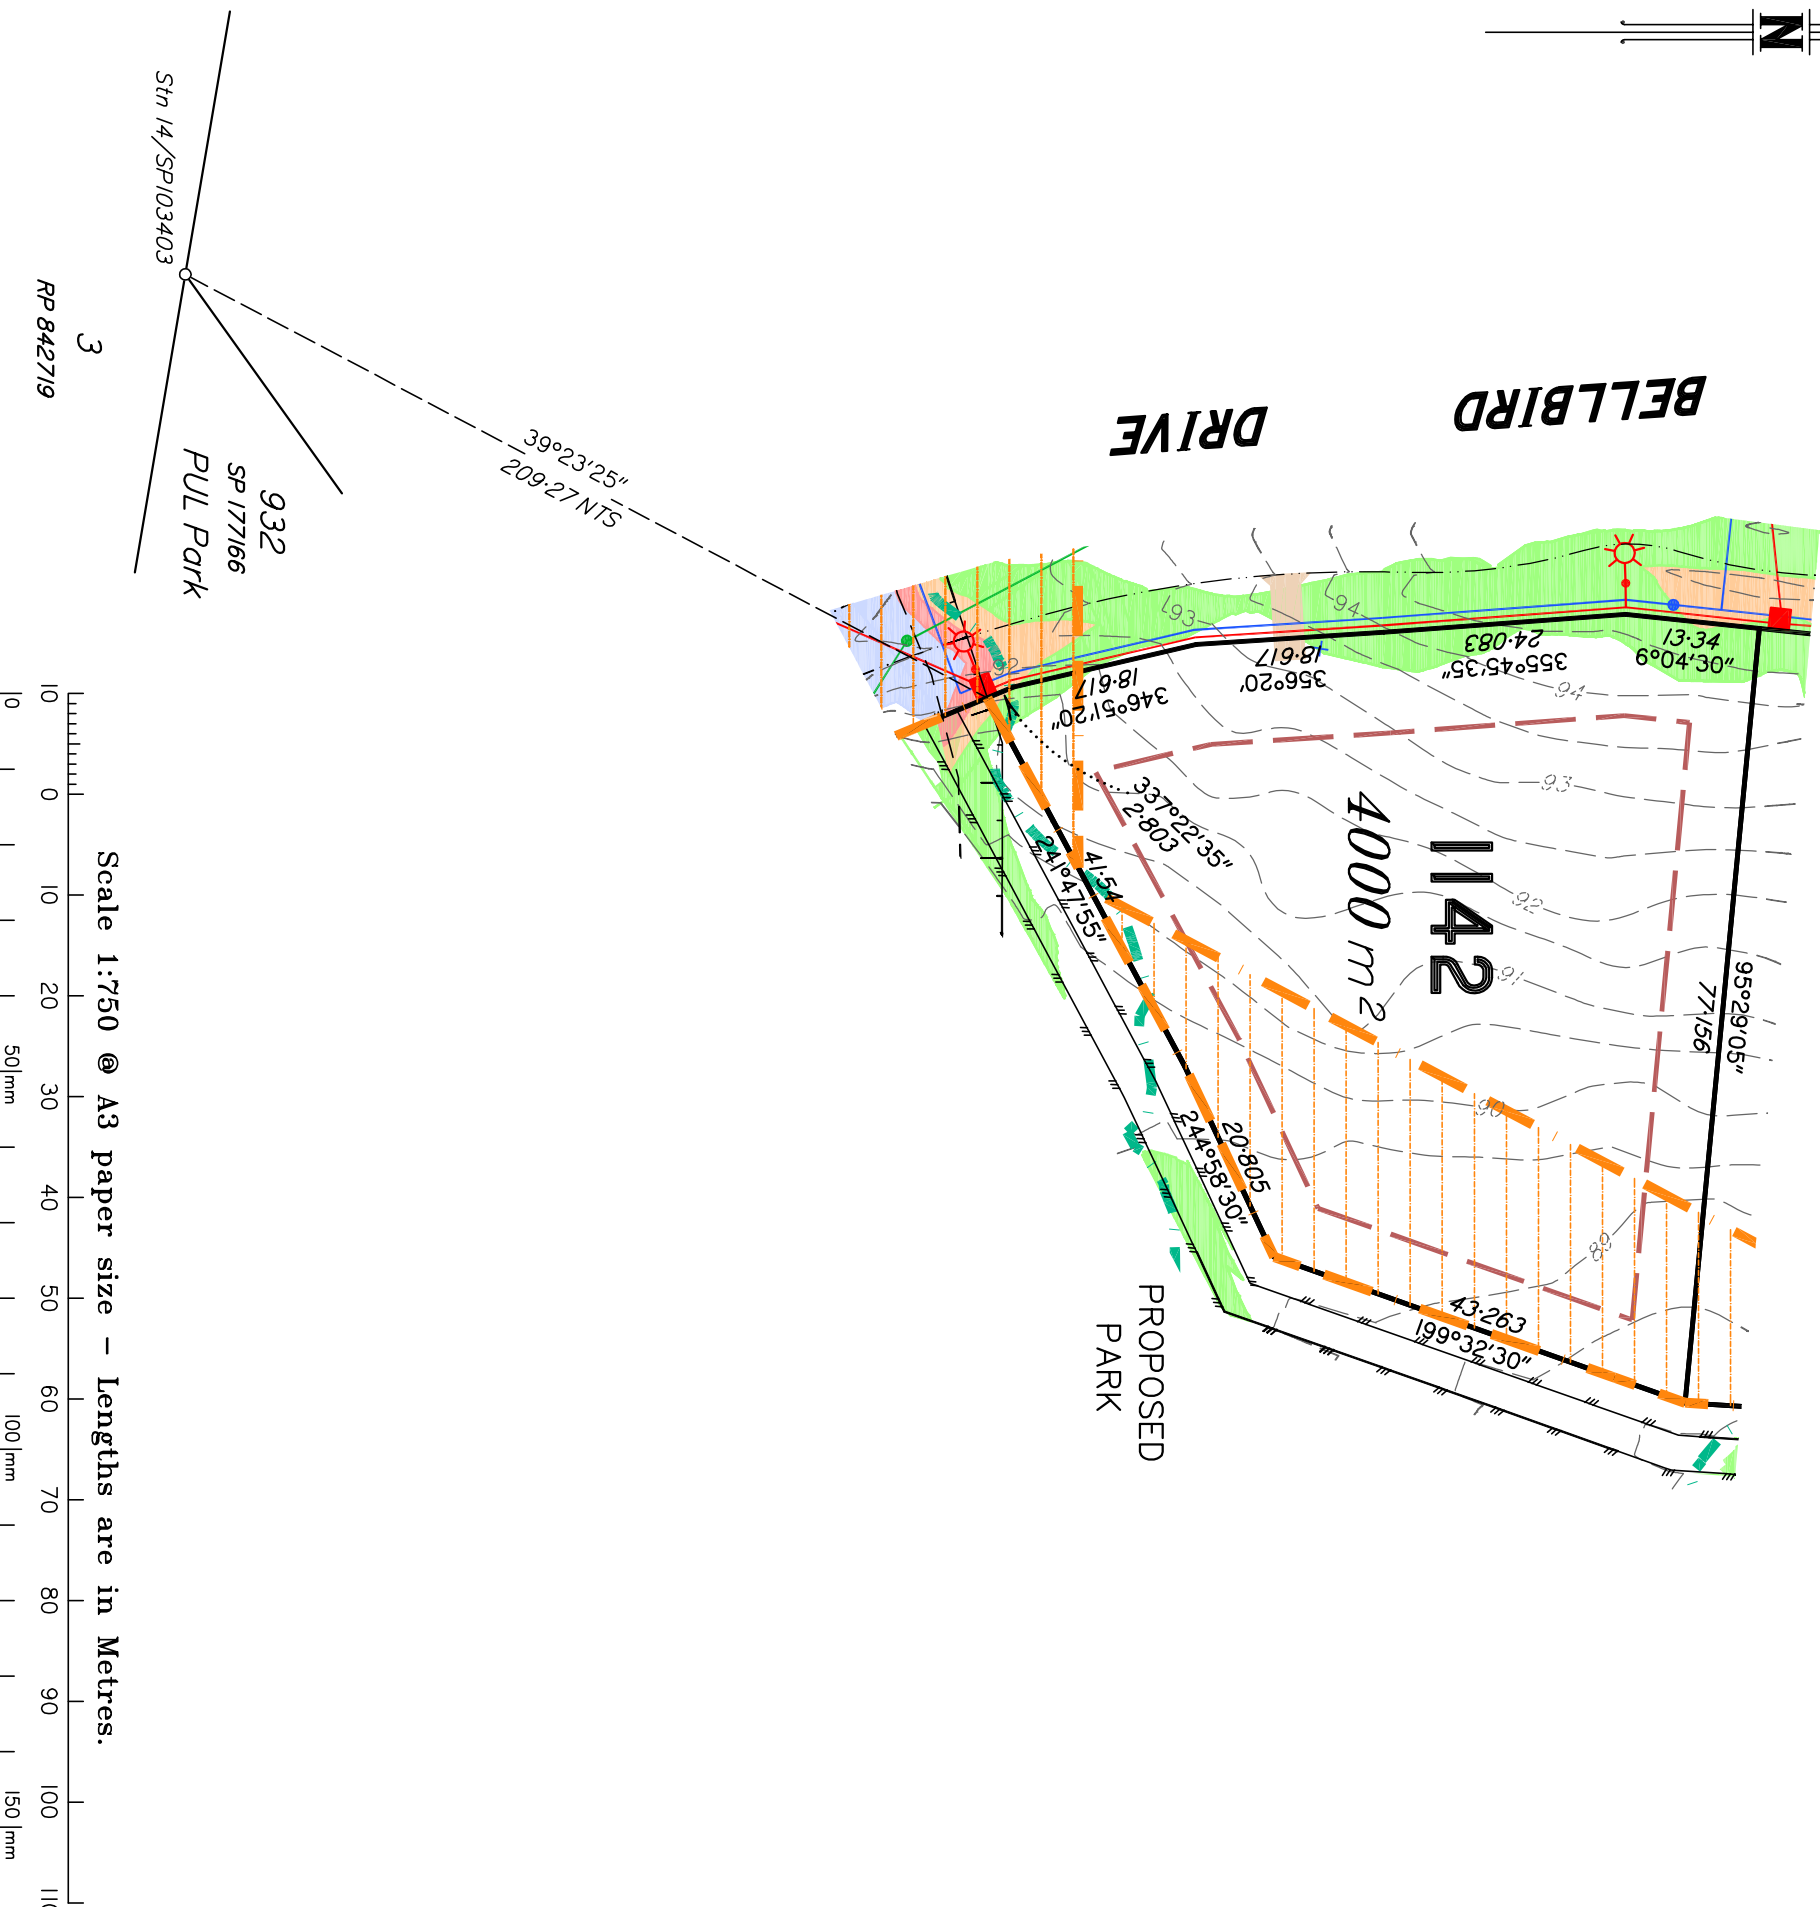 N
BELLBIRD
DRIVE
Stn 14/SP103403
3
RP 842719
932
SP 177166
PUL Park
39°23'25"
209·27 NTS
13·34
6°04'30"
355°45'35"
24·083
356°20'
18·617
346°51'20"
18·617
337°22'35"
2·803
41·54
241°47'55"
20·805
244°58'30"
43·263
199°32'30"
95°29'05"
77·156
1142
4000 m2
94
94
93
93
92
92
91
90
89
PROPOSED
PARK
Scale 1:750 @ A3 paper size - Lengths are in Metres.
10 0 10 20 30 40 50 60 70 80 90 100 110
0 50 mm 100 mm 150 mm